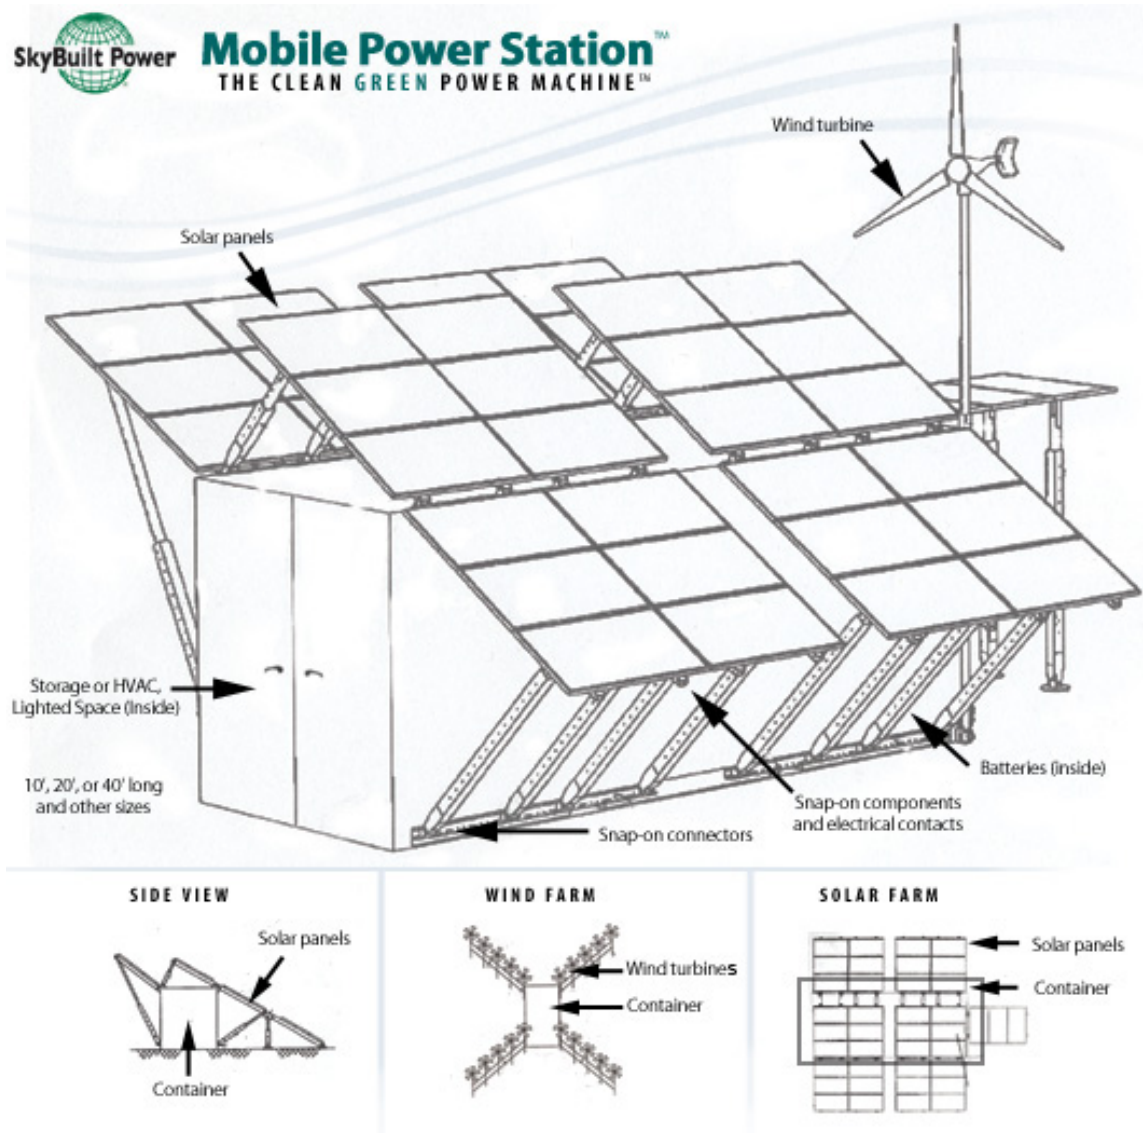 SkyBuilt Power
Mobile Power Station™
THE CLEAN GREEN POWER MACHINE™
Wind turbine
Solar panels
Storage or HVAC,
Lighted Space (Inside)
10', 20', or 40' long
and other sizes
Batteries (inside)
Snap-on components
and electrical contacts
Snap-on connectors
SIDE VIEW
Solar panels
Container
WIND FARM
Wind turbines
Container
SOLAR FARM
Solar panels
Container